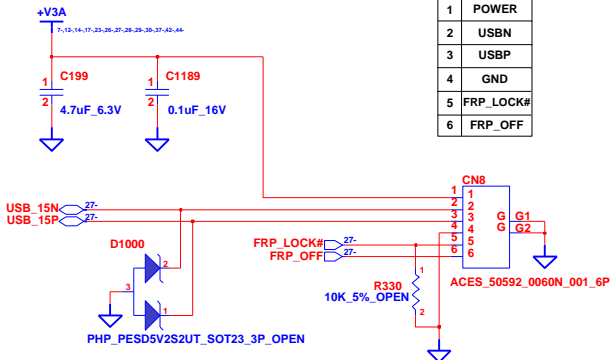 +V3A
7-,12-,14-,17-,23-,26-,27-,28-,29-,30-,37-,42-,44-
1 POWER
2 USBN
3 USBP
4 GND
5 FRP_LOCK#
6 FRP_OFF
1 C199
2
4.7uF_6.3V
1 C1189
2
0.1uF_16V
CN8
1 1
2 2
3 3
4 4
5 5
6 6
G G1
G G2
ACES_50592_0060N_001_6P
USB_15N 27-
USB_15P 27-
FRP_LOCK# 27-
FRP_OFF 27-
D1000
2
3
1
PHP_PESD5V2S2UT_SOT23_3P_OPEN
1
R330
10K_5%_OPEN
2